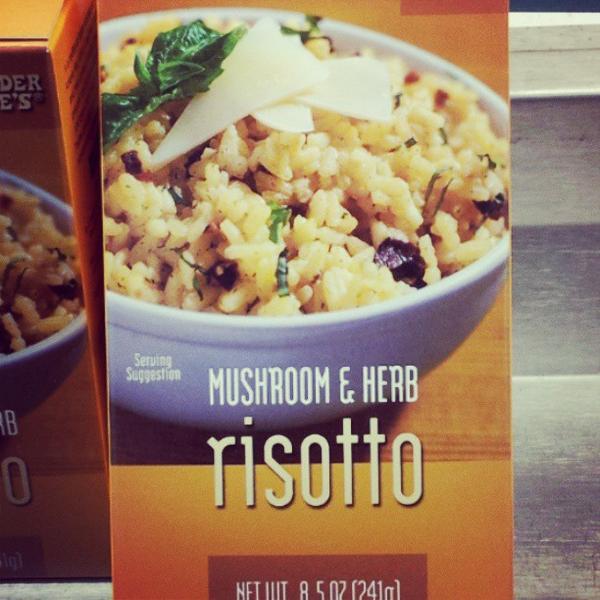 DER
E'S®
Serving
Suggestion
MUSHROOM & HERB
risotto
RB
O
NET WT. 8.5 OZ (241g)